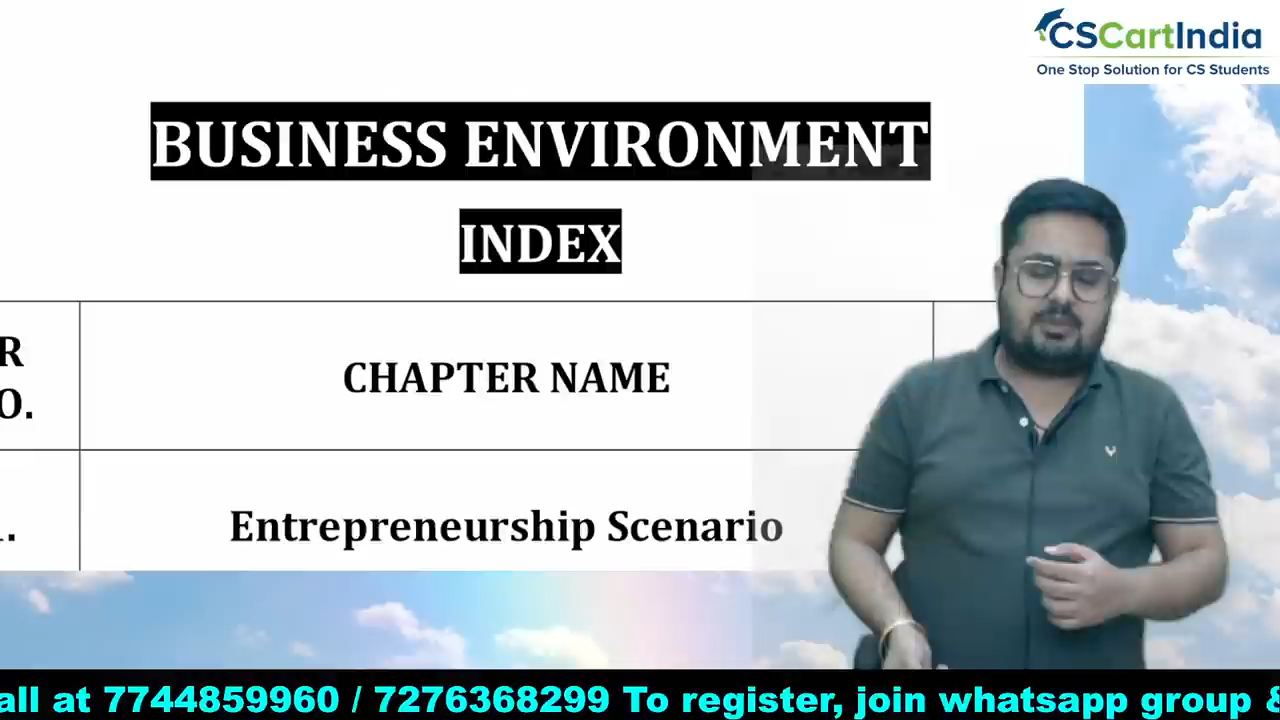 CSCartIndia
One Stop Solution for CS Students
BUSINESS ENVIRONMENT
INDEX
CHAPTER NAME
Entrepreneurship Scenario
all at 7744859960 / 7276368299 To register, join whatsapp group &